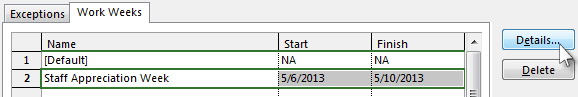 Exceptions Work Weeks
Name Start Finish Details...
1 [Default] NA NA
2 Staff Appreciation Week 5/6/2013 5/10/2013 Delete